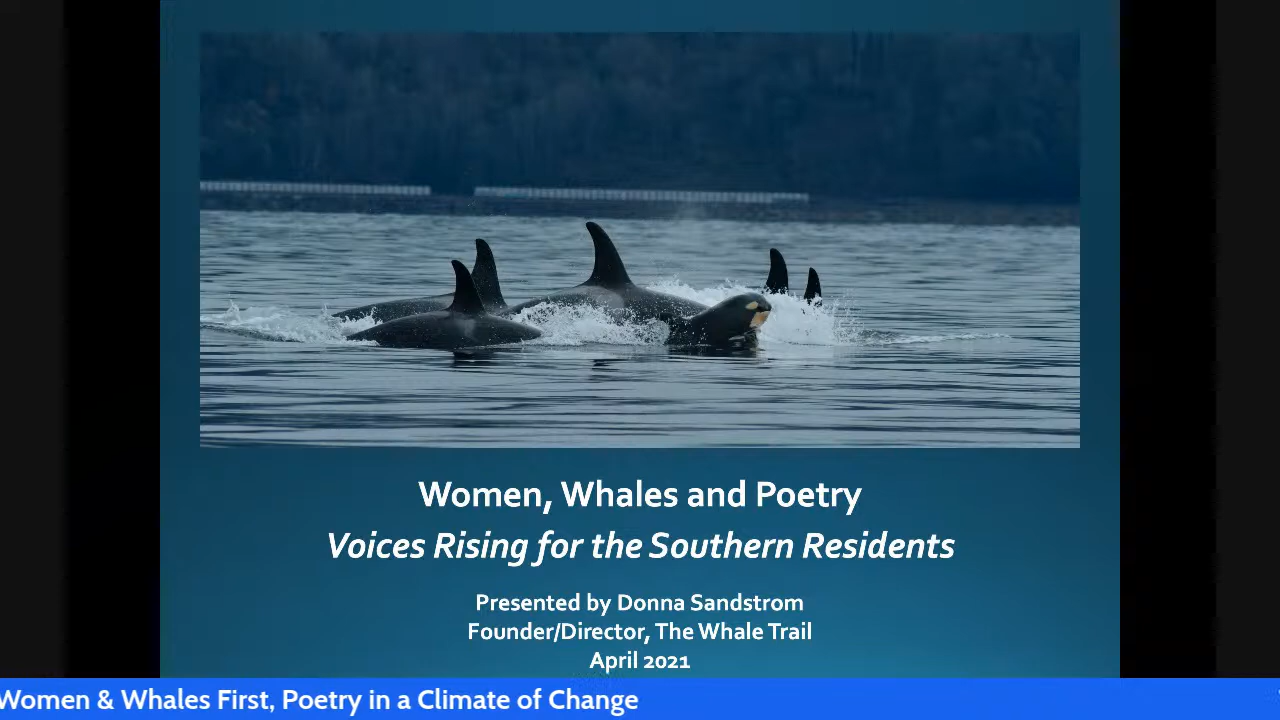 Women, Whales and Poetry
Voices Rising for the Southern Residents
Presented by Donna Sandstrom
Founder/Director, The Whale Trail
April 2021
Women & Whales First, Poetry in a Climate of Change